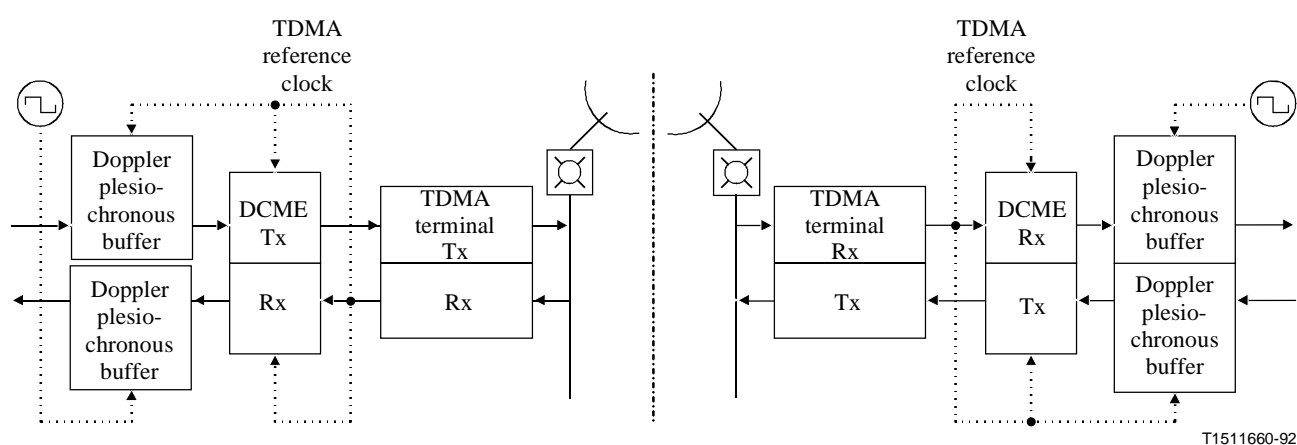 TDMA
reference
clock
Doppler
plesio-
chronous
buffer
DCME
Tx
TDMA
terminal
Tx
Doppler
plesio-
chronous
buffer
Rx
Rx
TDMA
reference
clock
TDMA
terminal
Rx
DCME
Rx
Doppler
plesio-
chronous
buffer
Tx
Tx
Doppler
plesio-
chronous
buffer
T1511660-92